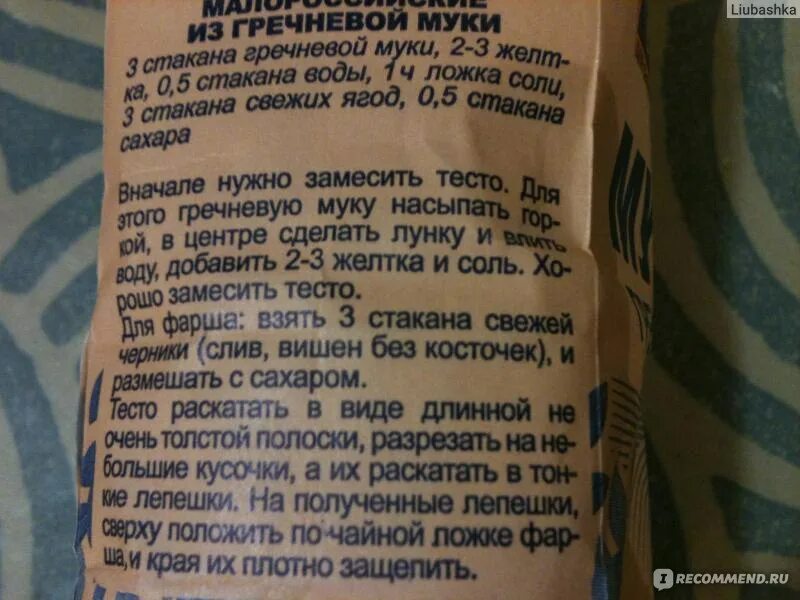 Liubashka
МАЛОРОССИЙСКИЕ
ИЗ ГРЕЧНЕВОЙ МУКИ
3 стакана гречневой муки, 2-3 желт-
ка, 0,5 стакана воды, 1 ч ложка соли,
3 стакана свежих ягод, 0,5 стакана
сахара
Вначале нужно замесить тесто. Для
этого гречневую муку насыпать гор-
кой, в центре сделать лунку и влить
воду, добавить 2-3 желтка и соль. Хо-
рошо замесить тесто.
Для фарша: взять 3 стакана свежей
черники (слив, вишен без косточек), и
размешать с сахаром.
Тесто раскатать в виде длинной не
очень толстой полоски, разрезать на не-
большие кусочки, а их раскатать в тон-
кие лепешки. На полученные лепешки,
сверху положить по чайной ложке фар-
ша, и края их плотно защепить.
I RECOMMEND.RU